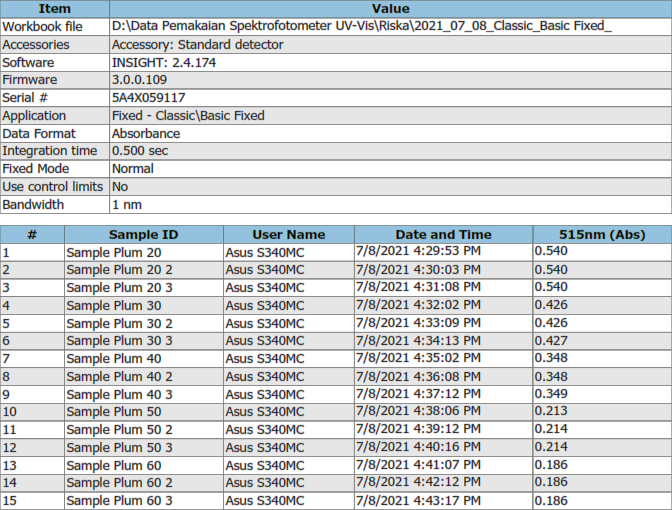 Item Value
Workbook file D:\Data Pemakaian Spektrofotometer UV-Vis\Riska\2021_07_08_Classic_Basic Fixed_
Accessories Accessory: Standard detector
Software INSIGHT: 2.4.174
Firmware 3.0.0.109
Serial # 5A4X059117
Application Fixed - Classic\Basic Fixed
Data Format Absorbance
Integration time 0.500 sec
Fixed Mode Normal
Use control limits No
Bandwidth 1 nm
# Sample ID User Name Date and Time 515nm (Abs)
1 Sample Plum 20 Asus S340MC 7/8/2021 4:29:53 PM 0.540
2 Sample Plum 20 2 Asus S340MC 7/8/2021 4:30:03 PM 0.540
3 Sample Plum 20 3 Asus S340MC 7/8/2021 4:31:08 PM 0.540
4 Sample Plum 30 Asus S340MC 7/8/2021 4:32:02 PM 0.426
5 Sample Plum 30 2 Asus S340MC 7/8/2021 4:33:09 PM 0.426
6 Sample Plum 30 3 Asus S340MC 7/8/2021 4:34:13 PM 0.427
7 Sample Plum 40 Asus S340MC 7/8/2021 4:35:02 PM 0.348
8 Sample Plum 40 2 Asus S340MC 7/8/2021 4:36:08 PM 0.348
9 Sample Plum 40 3 Asus S340MC 7/8/2021 4:37:12 PM 0.349
10 Sample Plum 50 Asus S340MC 7/8/2021 4:38:06 PM 0.213
11 Sample Plum 50 2 Asus S340MC 7/8/2021 4:39:12 PM 0.214
12 Sample Plum 50 3 Asus S340MC 7/8/2021 4:40:16 PM 0.214
13 Sample Plum 60 Asus S340MC 7/8/2021 4:41:07 PM 0.186
14 Sample Plum 60 2 Asus S340MC 7/8/2021 4:42:12 PM 0.186
15 Sample Plum 60 3 Asus S340MC 7/8/2021 4:43:17 PM 0.186